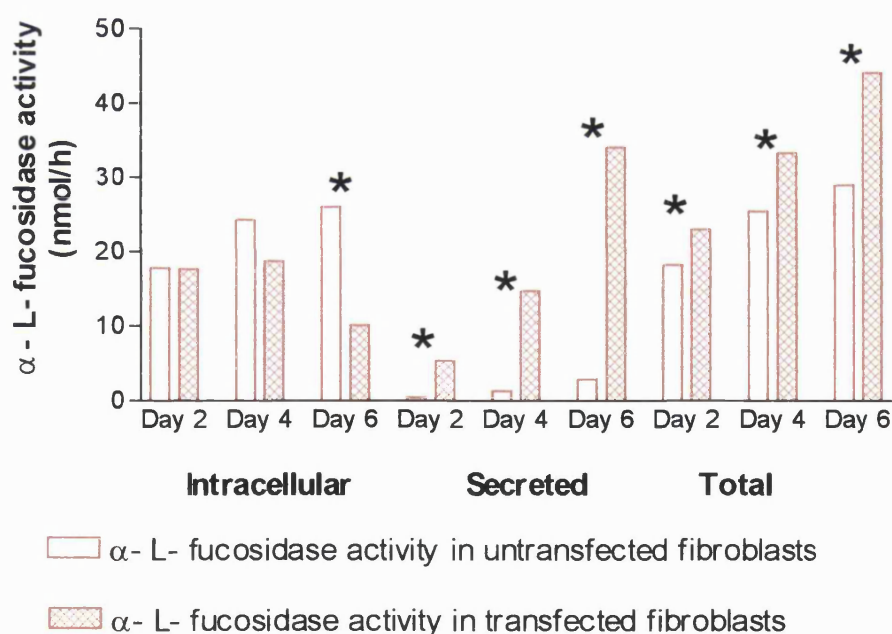 α - L - fucosidase activity
(nmol/h)
50
40
30
20
10
0
*
*
*
*
*
*
*
Day 2 Day 4 Day 6 Day 2 Day 4 Day 6 Day 2 Day 4 Day 6
Intracellular Secreted Total
α - L - fucosidase activity in untransfected fibroblasts
α - L - fucosidase activity in transfected fibroblasts